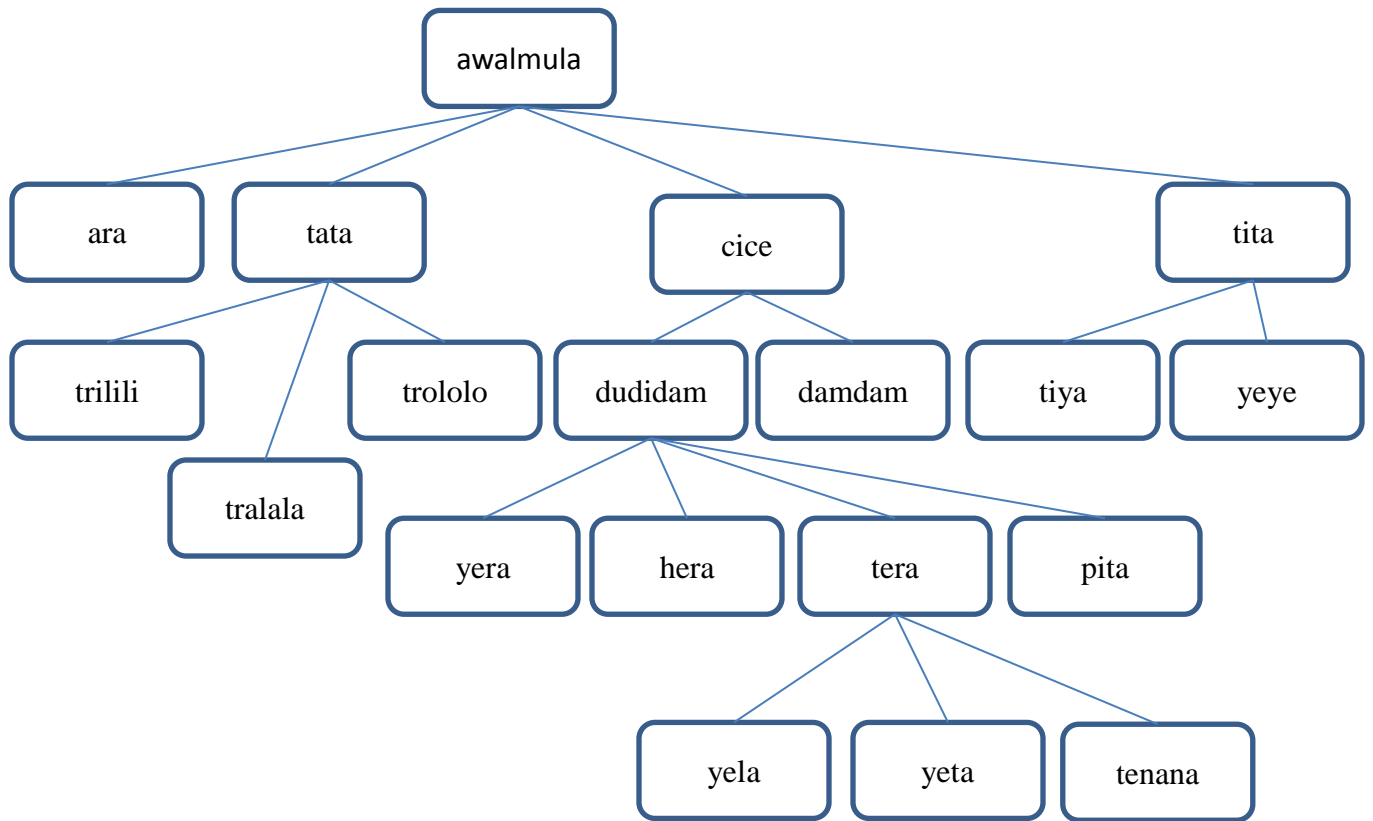 awalmula
ara
tata
cice
tita
trilili
trololo
dudidam
damdam
tiya
yeye
tralala
yera
hera
tera
pita
yela
yeta
tenana